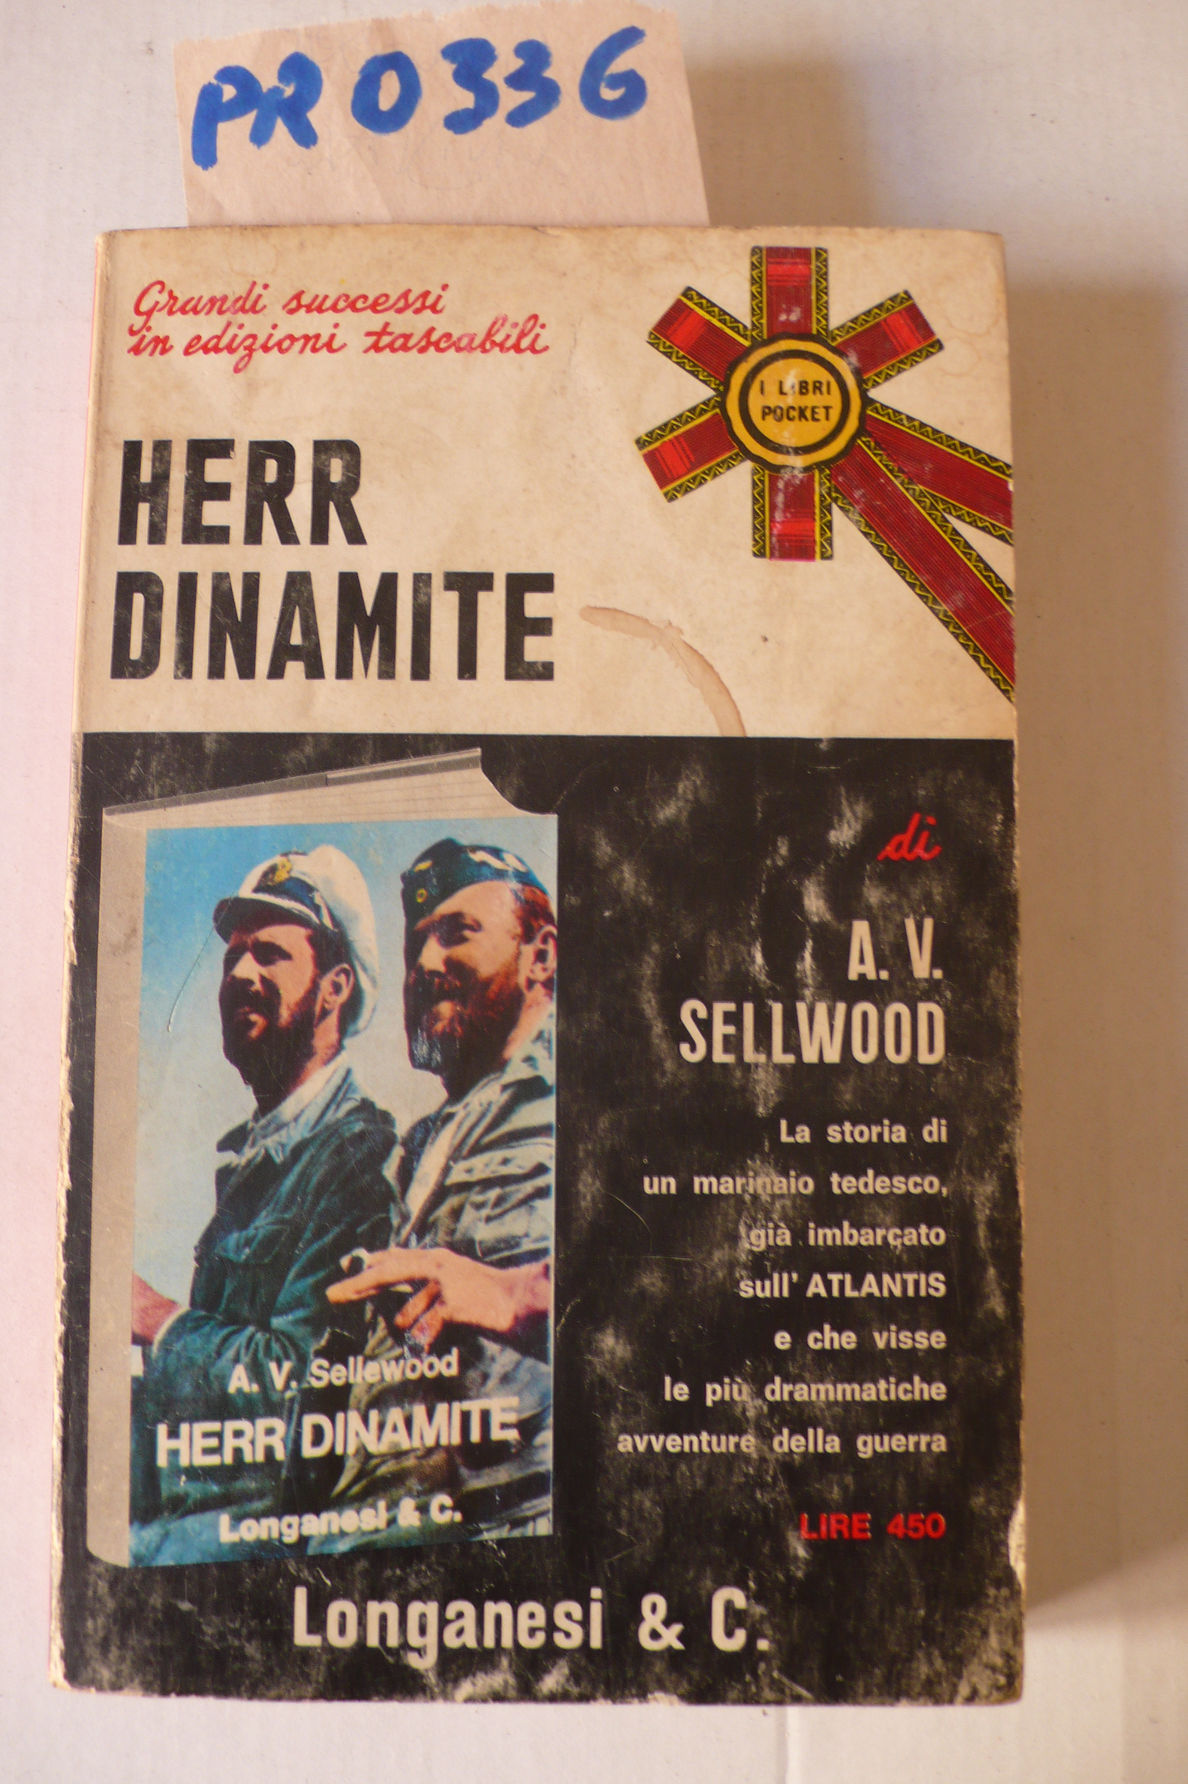 PR0336
Grandi successi
in edizioni tascabili
I LIBRI
POCKET
HERR
DINAMITE
di
A. V.
SELLWOOD
La storia di
un marinaio tedesco,
già imbarcato
sull' ATLANTIS
e che visse
le più drammatiche
avventure della guerra
LIRE 450
A. V. Sellewood
HERR DINAMITE
Longanesi & C.
Longanesi & C.